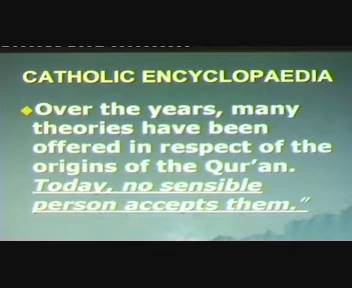 CATHOLIC ENCYCLOPAEDIA
Over the years, many
theories have been
offered in respect of the
origins of the Qur'an.
Today, no sensible
person accepts them."